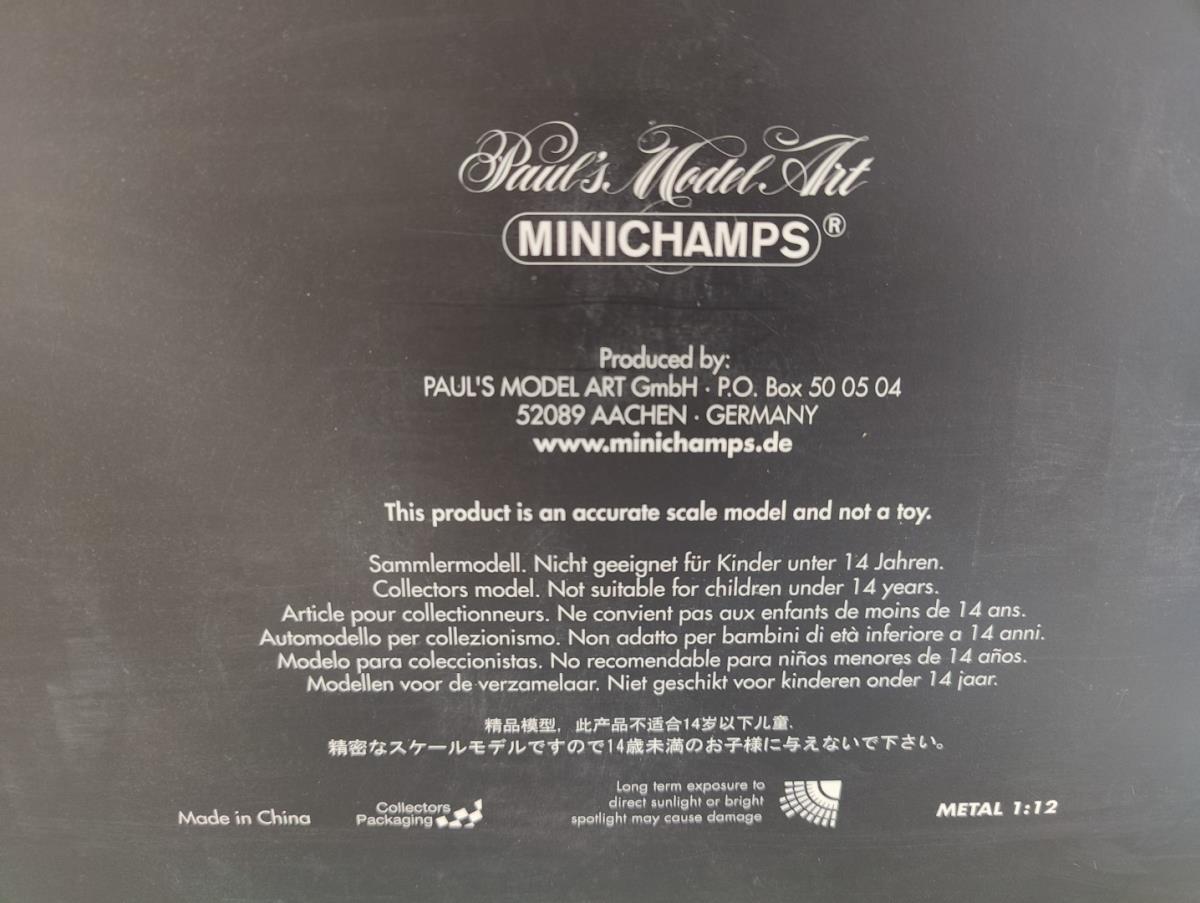 Paul's Model Art
MINICHAMPS®
Produced by:
PAUL'S MODEL ART GmbH · P.O. Box 50 05 04
52089 AACHEN · GERMANY
www.minichamps.de
This product is an accurate scale model and not a toy.
Sammlermodell. Nicht geeignet für Kinder unter 14 Jahren.
Collectors model. Not suitable for children under 14 years.
Article pour collectionneurs. Ne convient pas aux enfants de moins de 14 ans.
Automodello per collezionismo. Non adatto per bambini di età inferiore a 14 anni.
Modelo para coleccionistas. No recomendable para niños menores de 14 años.
Modellen voor de verzamelaar. Niet geschikt voor kinderen onder 14 jaar.
精品模型，此产品不适合14岁以下儿童.
精密なスケールモデルですので14歳未満のお子様に与えないで下さい。
Made in China
Collectors
Packaging
Long term exposure to
direct sunlight or bright
spotlight may cause damage
METAL 1:12